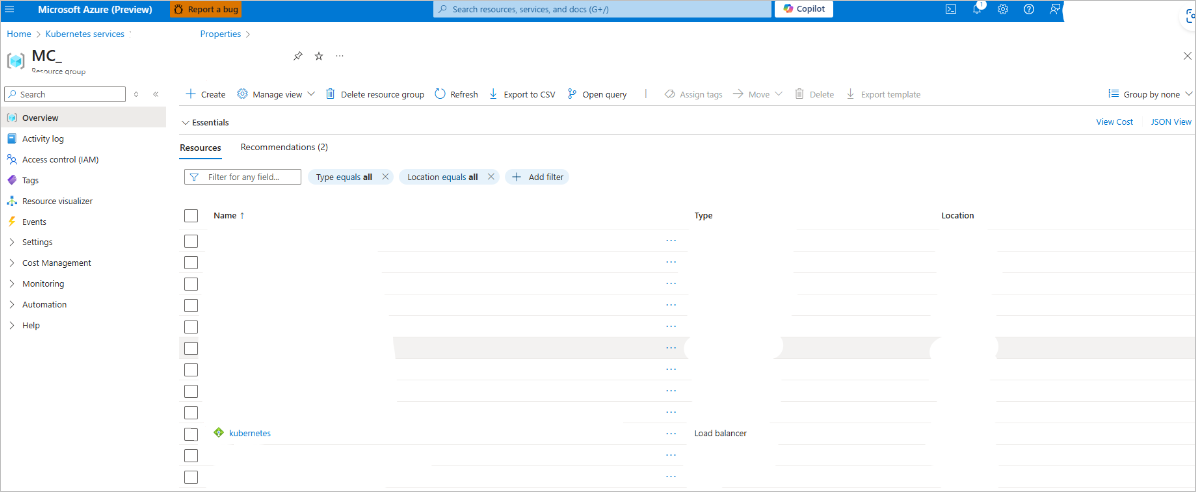 Microsoft Azure (Preview) Report a bug Search resources, services, and docs (G+/) Copilot 1
Home > Kubernetes services > Properties >
MC_
Resource group
Search
Overview
Activity log
Access control (IAM)
Tags
Resource visualizer
Events
Settings
Cost Management
Monitoring
Automation
Help
Create Manage view Delete resource group Refresh Export to CSV Open query Assign tags Move Delete Export template Group by none
Essentials View Cost JSON View
Resources Recommendations (2)
Filter for any field... Type equals all Location equals all Add filter
Name ↑ Type Location
kubernetes Load balancer